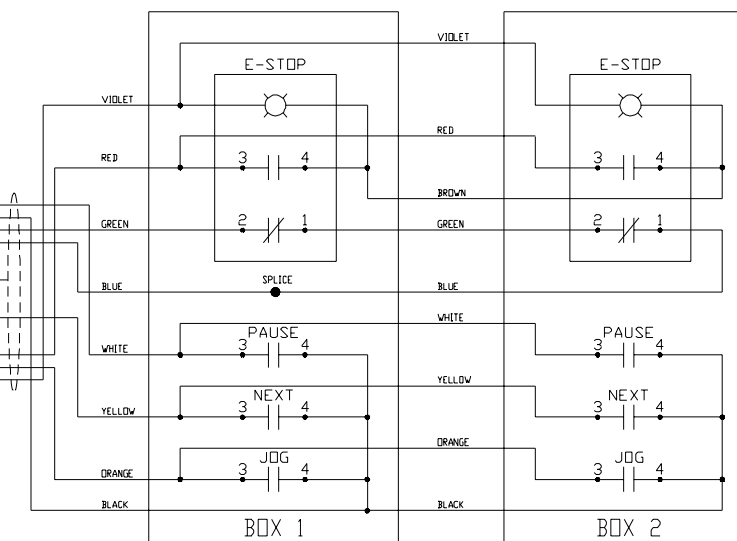 VIOLET
E-STOP
E-STOP
VIOLET
RED
RED
3 4
3 4
BROWN
GREEN
2 1
GREEN
2 1
SPLICE
BLUE
BLUE
WHITE
PAUSE
PAUSE
WHITE
3 4
3 4
YELLOW
NEXT
NEXT
YELLOW
3 4
3 4
ORANGE
JOG
JOG
ORANGE
3 4
3 4
BLACK
BLACK
BOX 1
BOX 2